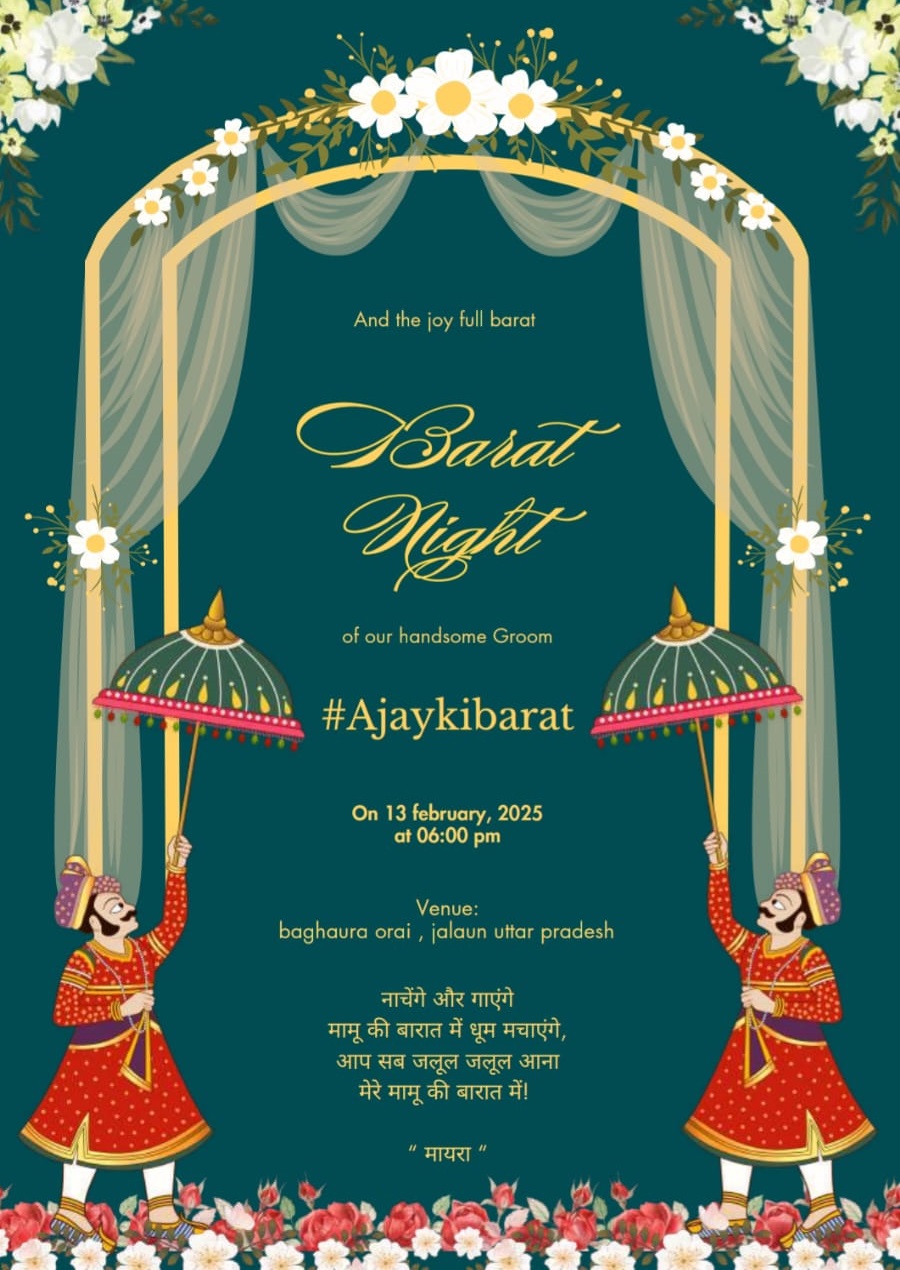 And the joy full barat
Barat
Night
of our handsome Groom
#Ajaykibarat
On 13 february, 2025
at 06:00 pm
Venue:
baghaura orai , jalaun uttar pradesh
नाचेंगे और गाएंगे
मामू की बारात में धूम मचाएंगे,
आप सब जलूल जलूल आना
मेरे मामू की बारात में!
“ मायरा ”